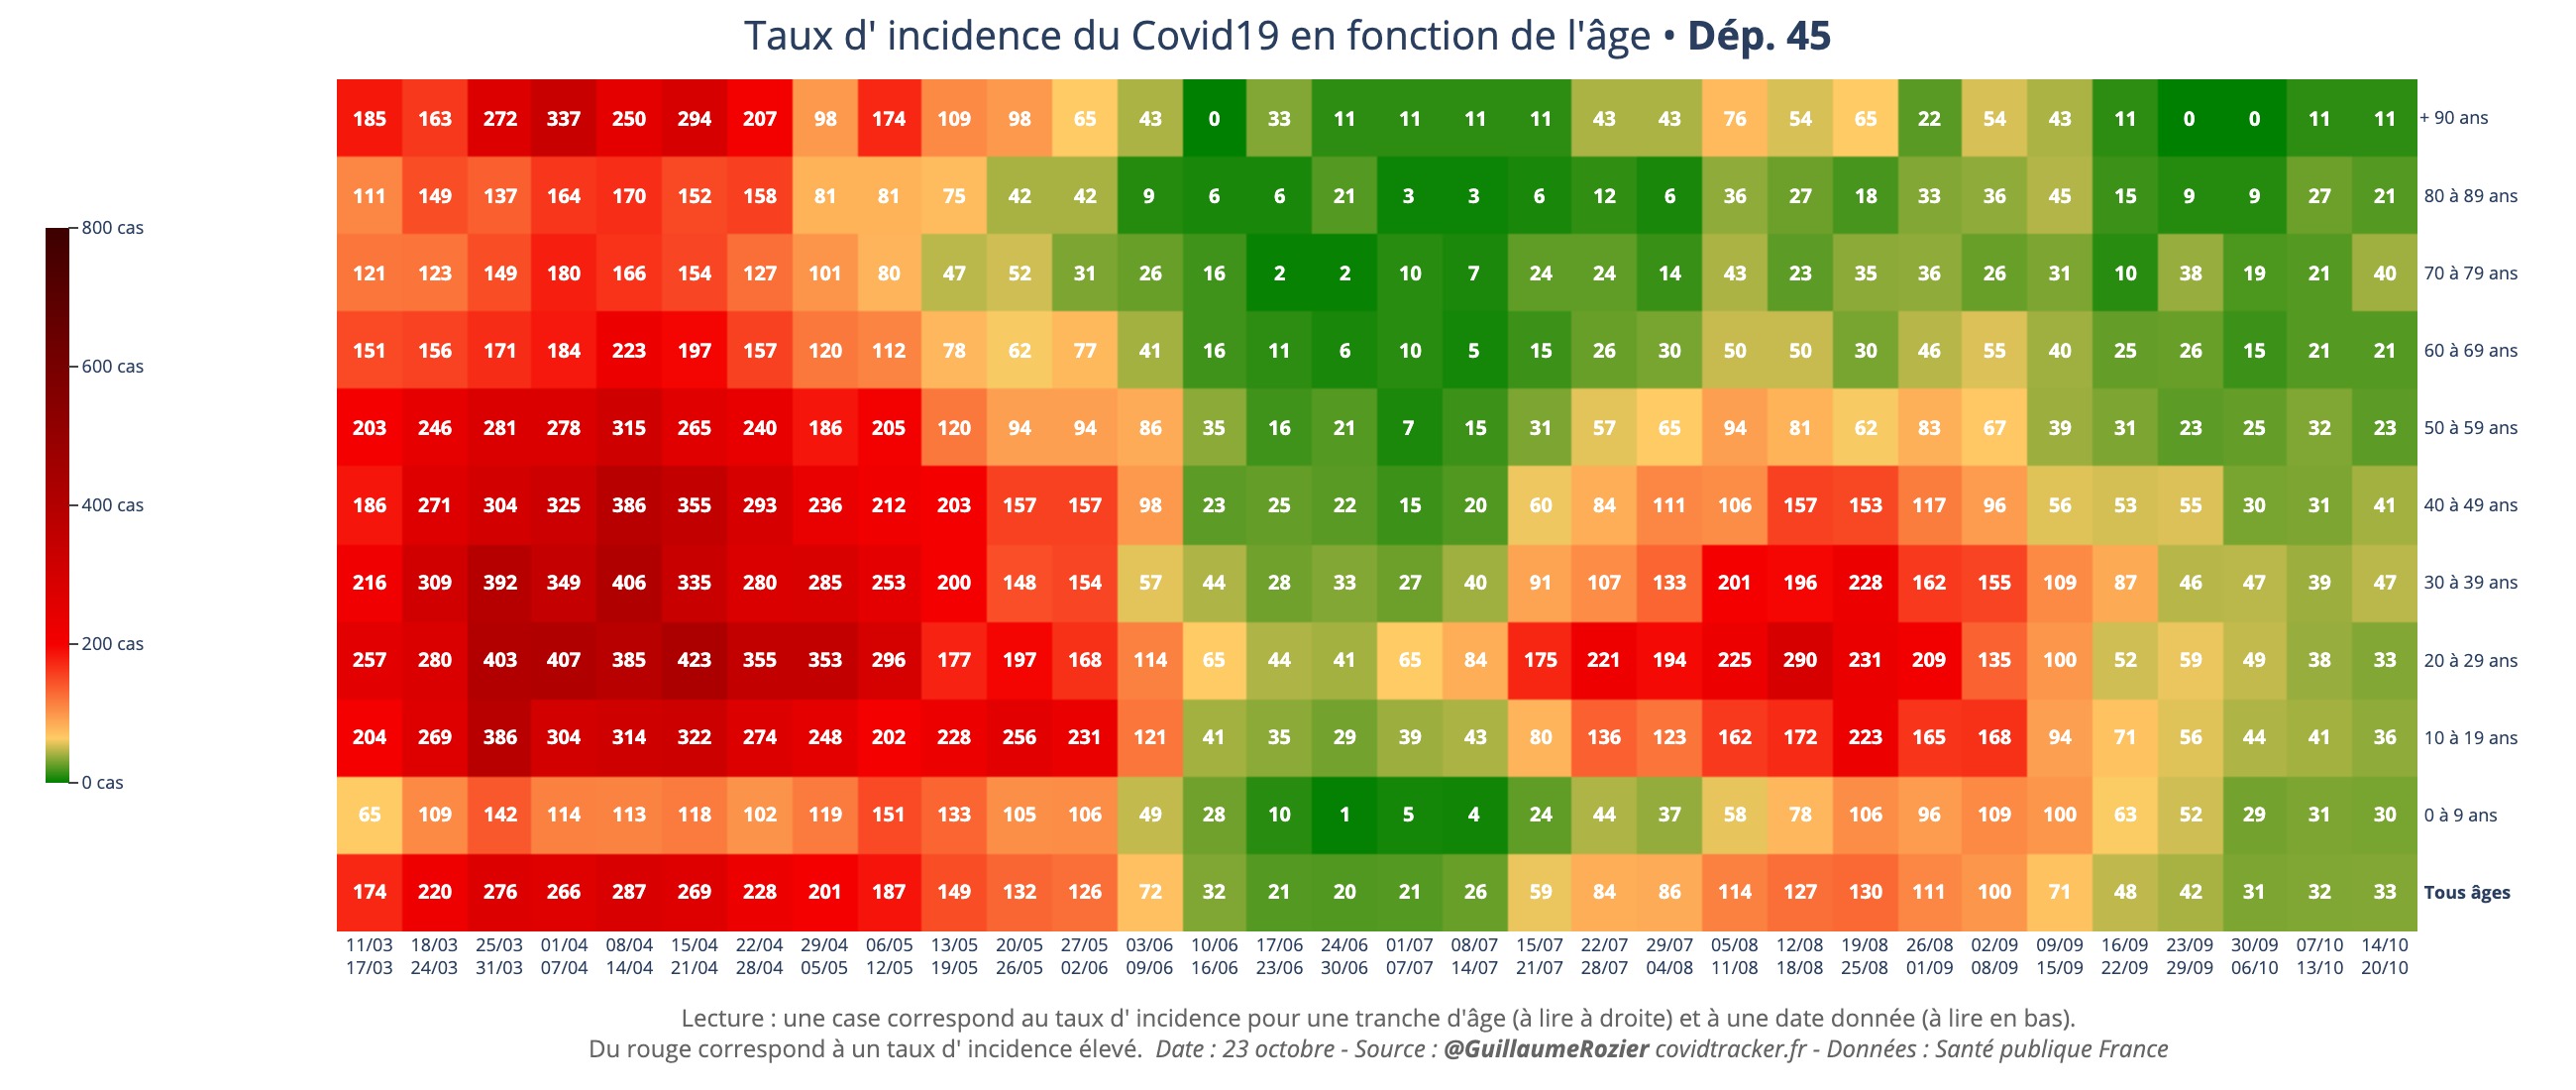 Taux d' incidence du Covid19 en fonction de l'âge • Dép. 45
800 cas
600 cas
400 cas
200 cas
0 cas
185 163 272 337 250 294 207 98 174 109 98 65 43 0 33 11 11 11 11 43 43 76 54 65 22 54 43 11 0 0 11 11 + 90 ans
111 149 137 164 170 152 158 81 81 75 42 42 9 6 6 21 3 3 6 12 6 36 27 18 33 36 45 15 9 9 27 21 80 à 89 ans
121 123 149 180 166 154 127 101 80 47 52 31 26 16 2 2 10 7 24 24 14 43 23 35 36 26 31 10 38 19 21 40 70 à 79 ans
151 156 171 184 223 197 157 120 112 78 62 77 41 16 11 6 10 5 15 26 30 50 50 30 46 55 40 25 26 15 21 21 60 à 69 ans
203 246 281 278 315 265 240 186 205 120 94 94 86 35 16 21 7 15 31 57 65 94 81 62 83 67 39 31 23 25 32 23 50 à 59 ans
186 271 304 325 386 355 293 236 212 203 157 157 98 23 25 22 15 20 60 84 111 106 157 153 117 96 56 53 55 30 31 41 40 à 49 ans
216 309 392 349 406 335 280 285 253 200 148 154 57 44 28 33 27 40 91 107 133 201 196 228 162 155 109 87 46 47 39 47 30 à 39 ans
257 280 403 407 385 423 355 353 296 177 197 168 114 65 44 41 65 84 175 221 194 225 290 231 209 135 100 52 59 49 38 33 20 à 29 ans
204 269 386 304 314 322 274 248 202 228 256 231 121 41 35 29 39 43 80 136 123 162 172 223 165 168 94 71 56 44 41 36 10 à 19 ans
65 109 142 114 113 118 102 119 151 133 105 106 49 28 10 1 5 4 24 44 37 58 78 106 96 109 100 63 52 29 31 30 0 à 9 ans
174 220 276 266 287 269 228 201 187 149 132 126 72 32 21 20 21 26 59 84 86 114 127 130 111 100 71 48 42 31 32 33 Tous âges
11/03 18/03 25/03 01/04 08/04 15/04 22/04 29/04 06/05 13/05 20/05 27/05 03/06 10/06 17/06 24/06 01/07 08/07 15/07 22/07 29/07 05/08 12/08 19/08 26/08 02/09 09/09 16/09 23/09 30/09 07/10 14/10
17/03 24/03 31/03 07/04 14/04 21/04 28/04 05/05 12/05 19/05 26/05 02/06 09/06 16/06 23/06 30/06 07/07 14/07 21/07 28/07 04/08 11/08 18/08 25/08 01/09 08/09 15/09 22/09 29/09 06/10 13/10 20/10
Lecture : une case correspond au taux d' incidence pour une tranche d'âge (à lire à droite) et à une date donnée (à lire en bas).
Du rouge correspond à un taux d' incidence élevé. Date : 23 octobre - Source : @GuillaumeRozier covidtracker.fr - Données : Santé publique France